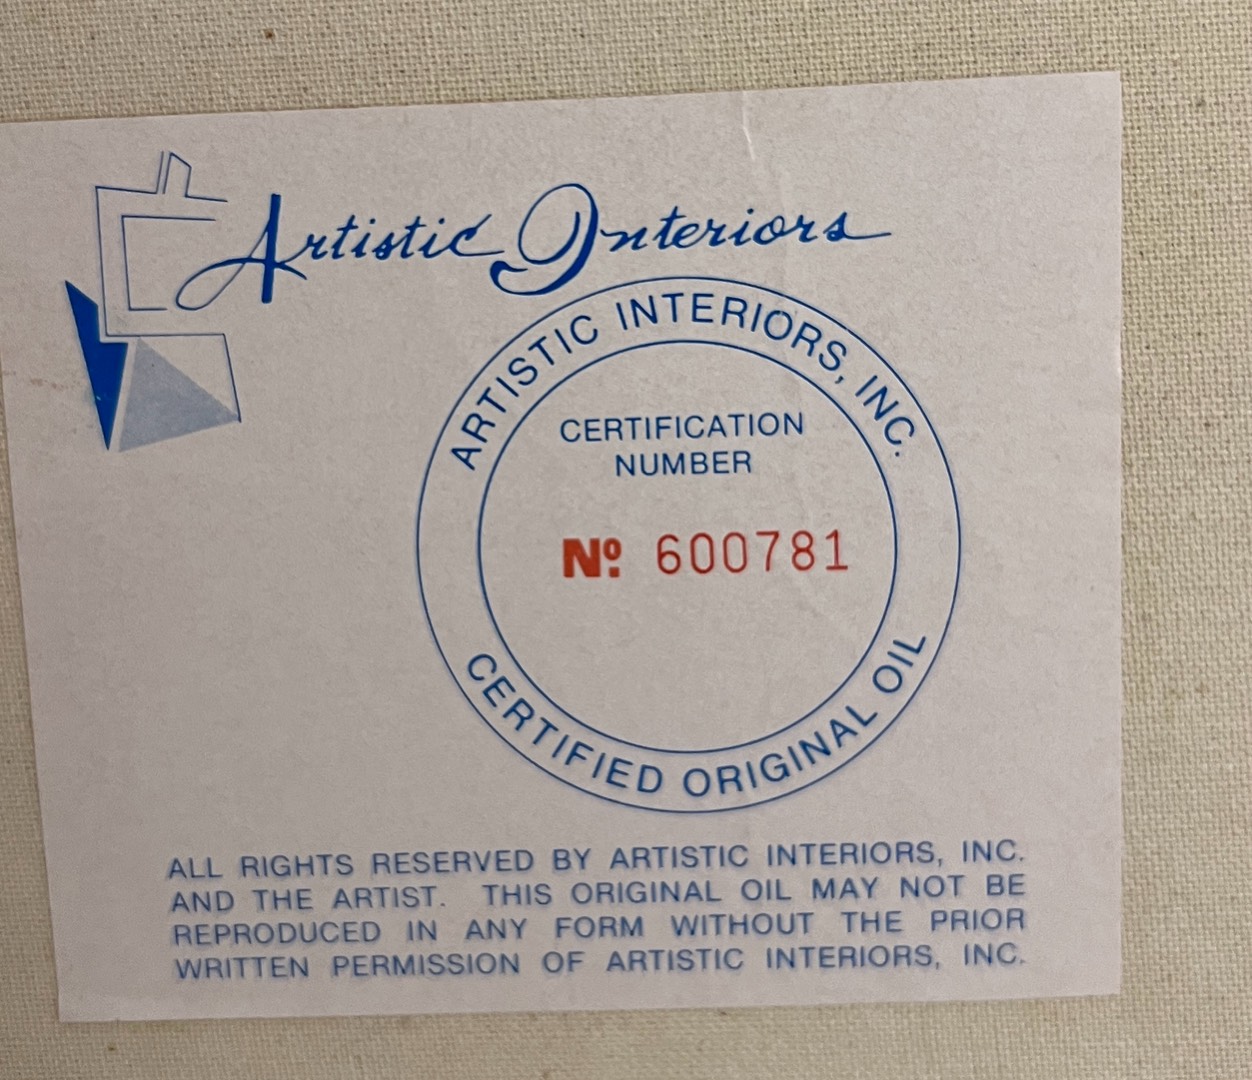 Artistic Interiors
ARTISTIC INTERIORS, INC.
CERTIFICATION
NUMBER
Nº. 600781
CERTIFIED ORIGINAL OIL
ALL RIGHTS RESERVED BY ARTISTIC INTERIORS, INC.
AND THE ARTIST. THIS ORIGINAL OIL MAY NOT BE
REPRODUCED IN ANY FORM WITHOUT THE PRIOR
WRITTEN PERMISSION OF ARTISTIC INTERIORS, INC.